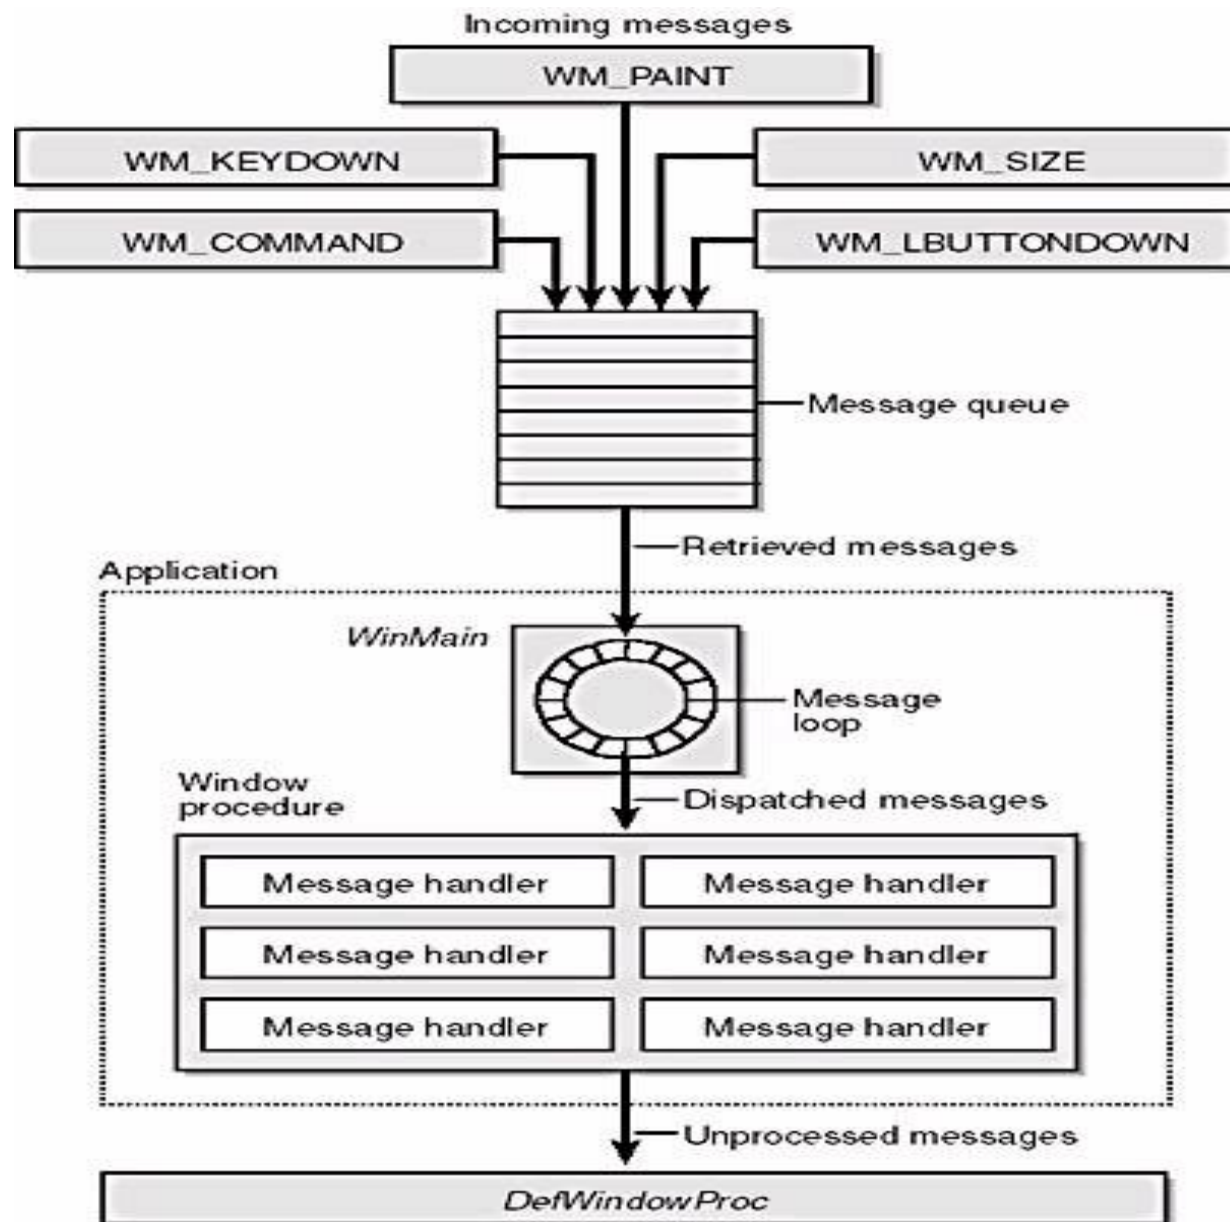 Incoming messages
WM_PAINT
WM_KEYDOWN
WM_SIZE
WM_COMMAND
WM_LBUTTONDOWN
Message queue
Retrieved messages
Application
WinMain
Message
loop
Window
procedure
Dispatched messages
Message handler
Message handler
Message handler
Message handler
Message handler
Message handler
Unprocessed messages
DefWindowProc